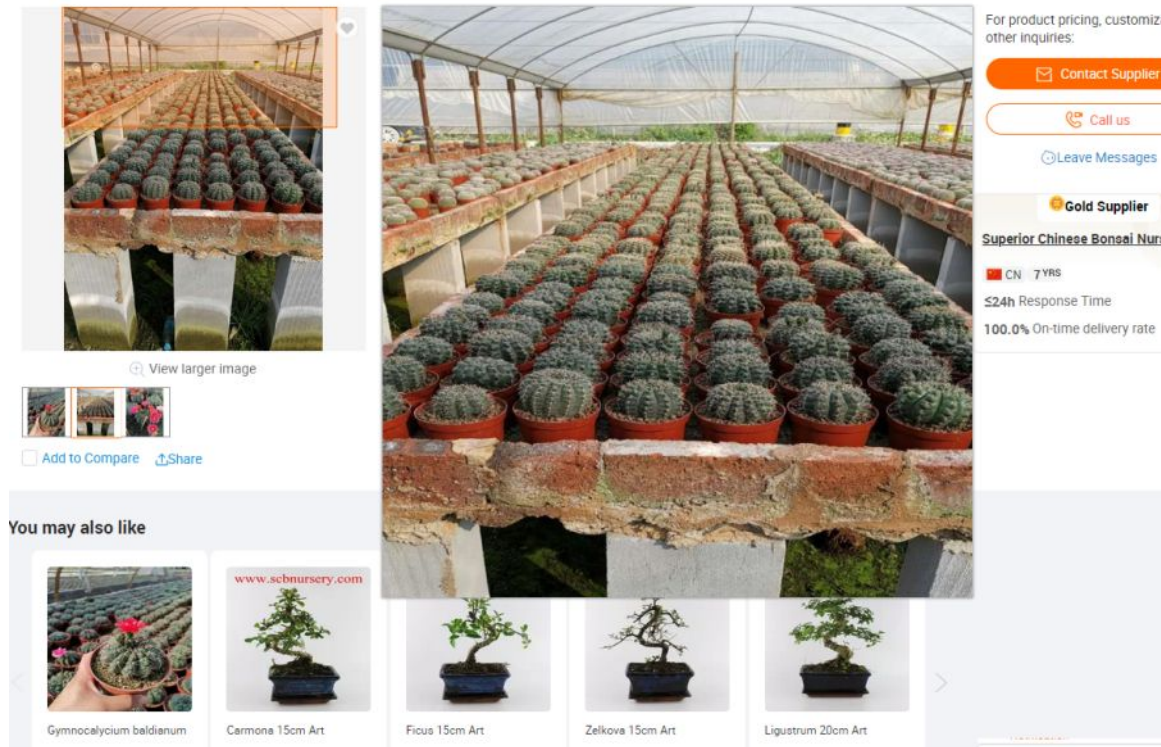 For product pricing, customiz
other inquiries:
Contact Supplier
Call us
Leave Messages
Gold Supplier
Superior Chinese Bonsai Nur
CN 7 YRS
≤24h Response Time
100.0% On-time delivery rate
View larger image
Add to Compare Share
You may also like
www.scbnursery.com
Gymnocalycium baldianum
Carmona 15cm Art
Ficus 15cm Art
Zelkova 15cm Art
Ligustrum 20cm Art